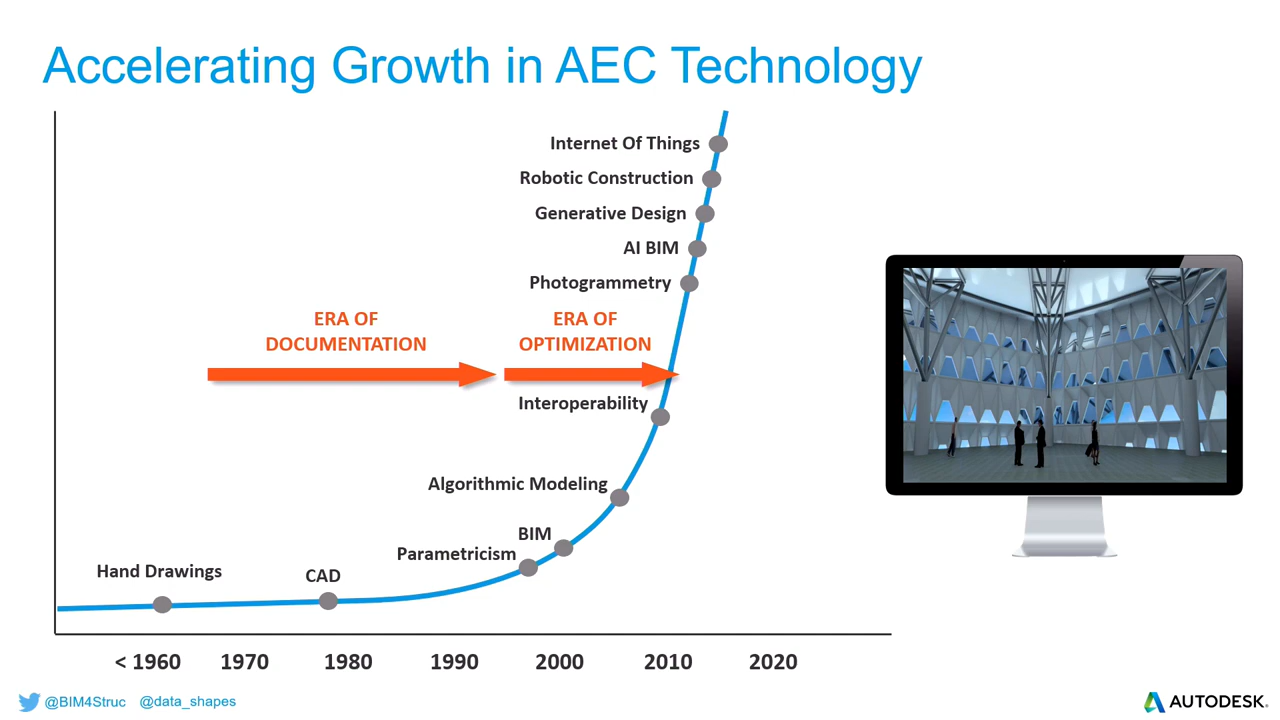 Accelerating Growth in AEC Technology
Internet Of Things
Robotic Construction
Generative Design
AI BIM
Photogrammetry
ERA OF
DOCUMENTATION
ERA OF
OPTIMIZATION
Interoperability
Algorithmic Modeling
BIM
Parametricism
Hand Drawings
CAD
< 1960
1970
1980
1990
2000
2010
2020
@BIM4Struc
@data_shapes
AUTODESK.